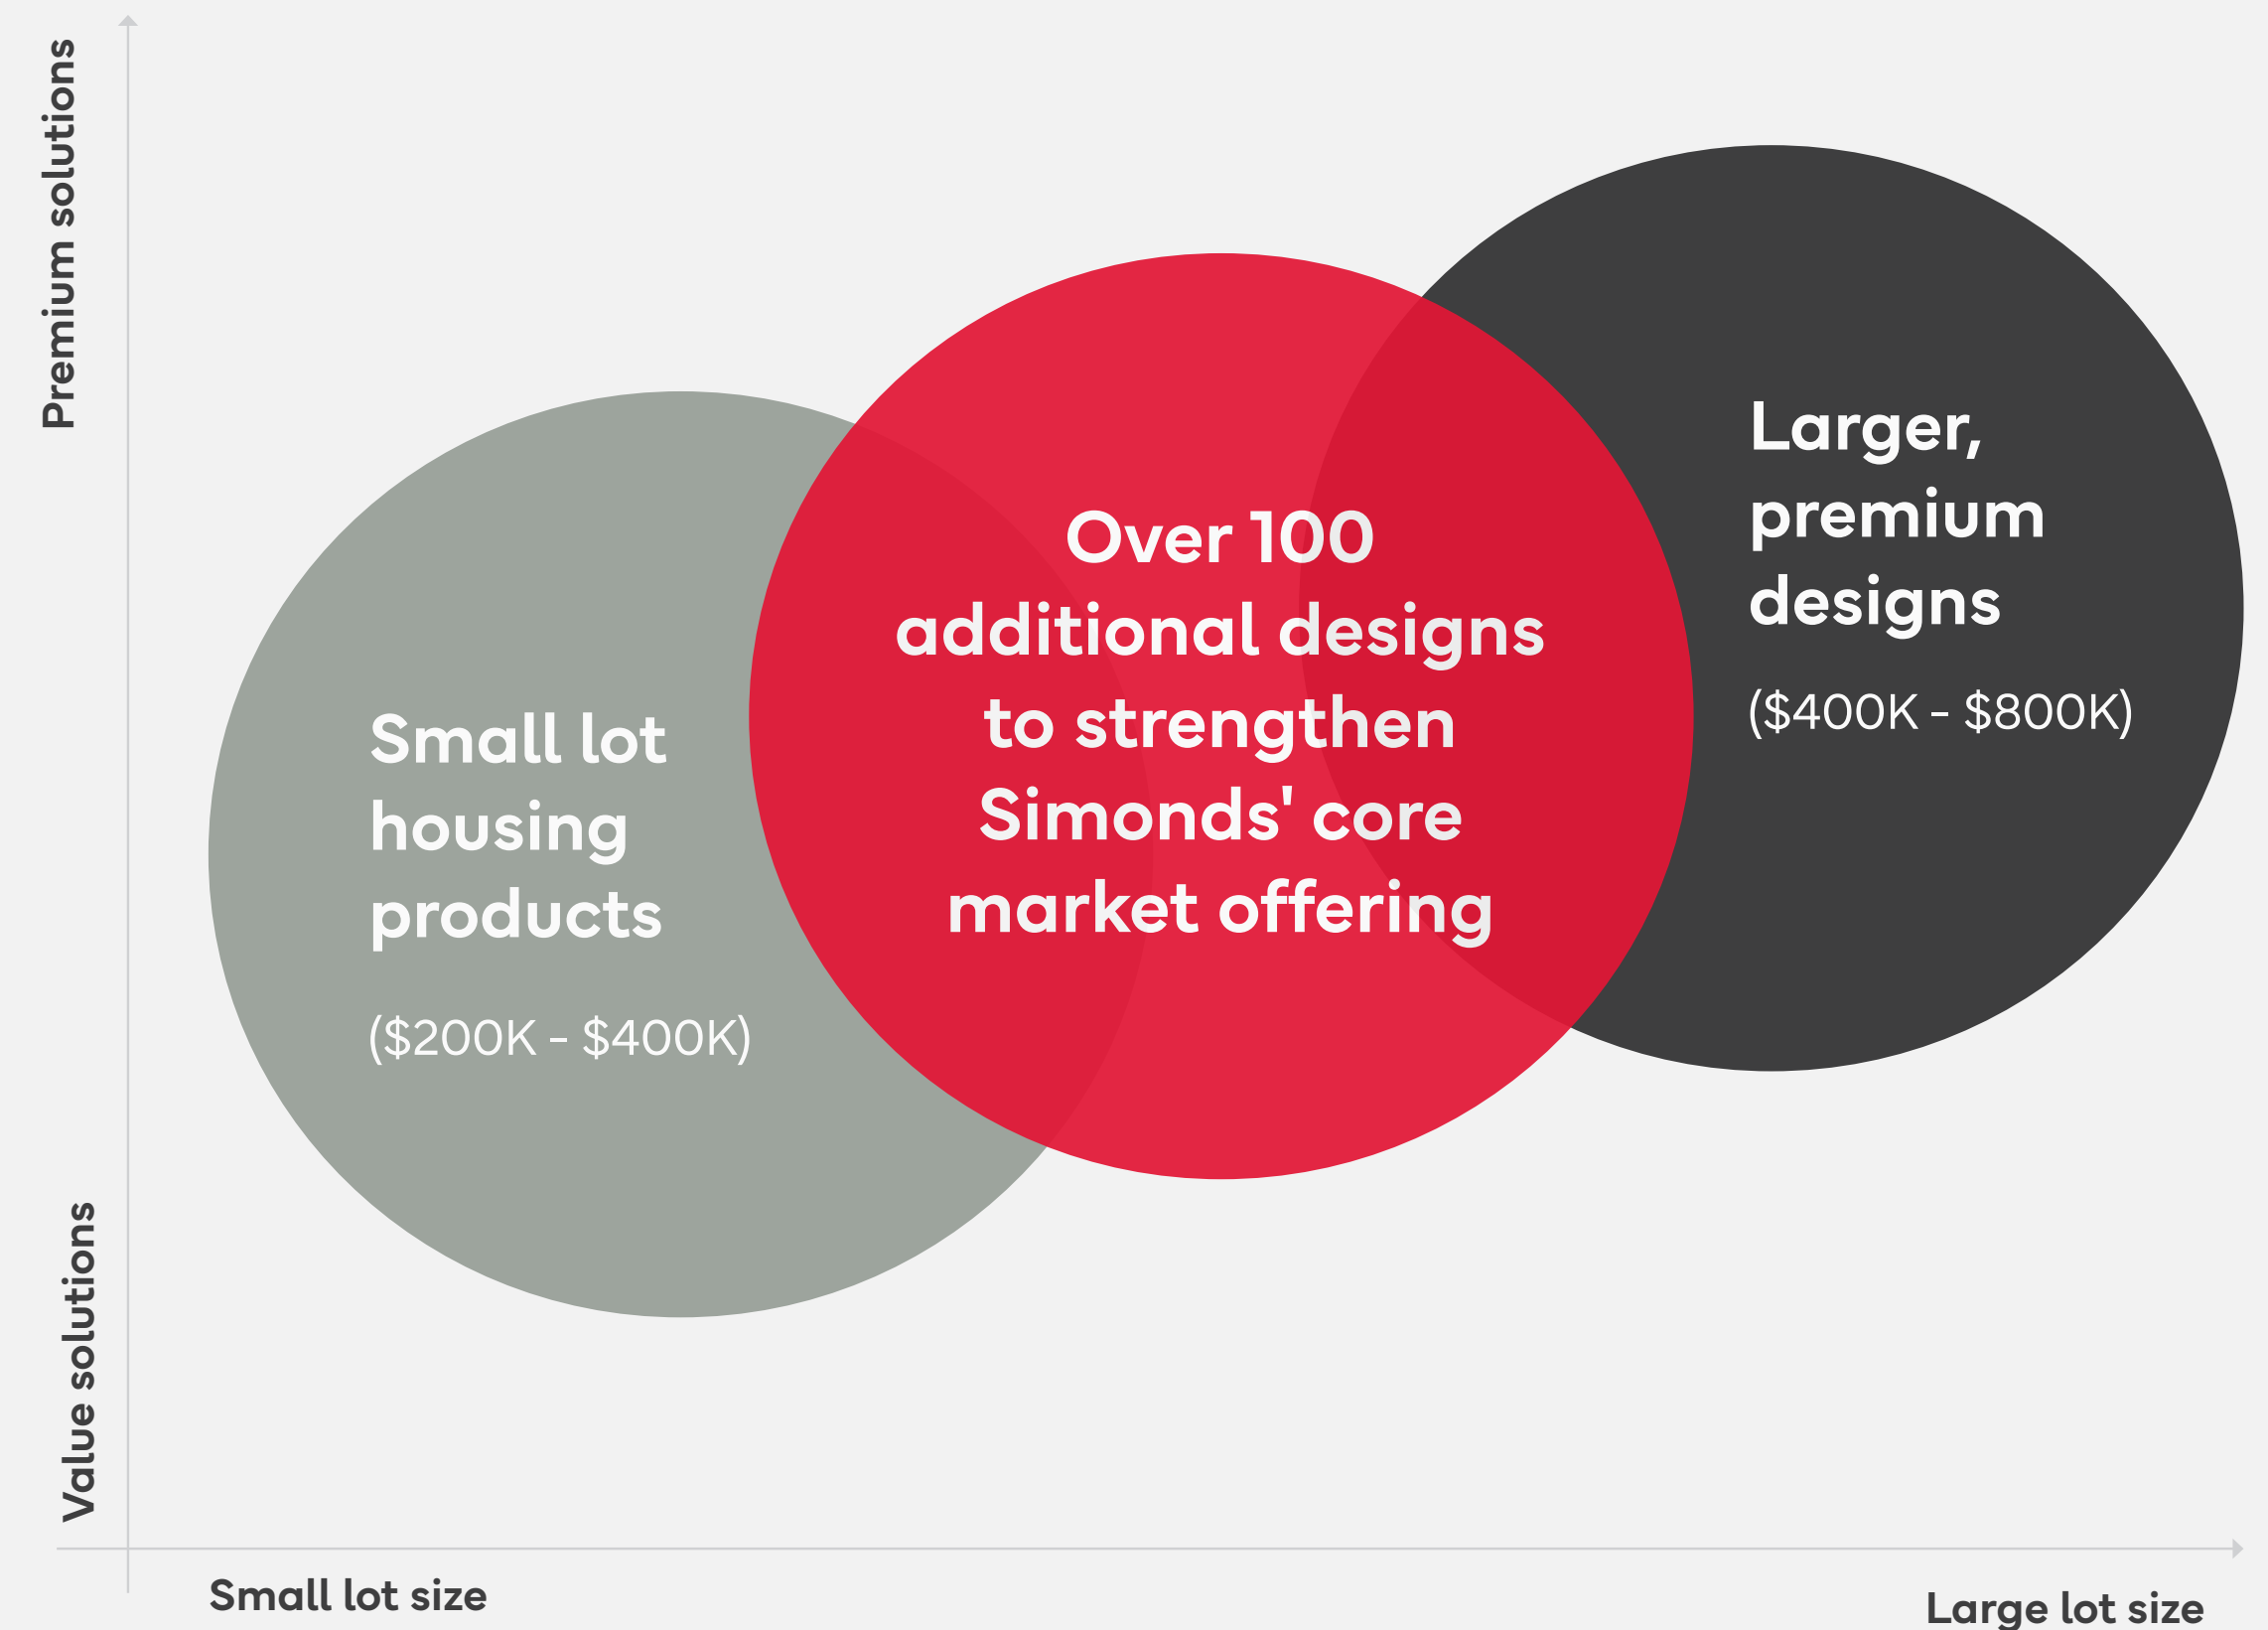 Premium solutions
Value solutions
Small lot
housing
products
($200K - $400K)
Over 100
additional designs
to strengthen
Simonds' core
market offering
Larger,
premium
designs
($400K - $800K)
Small lot size
Large lot size